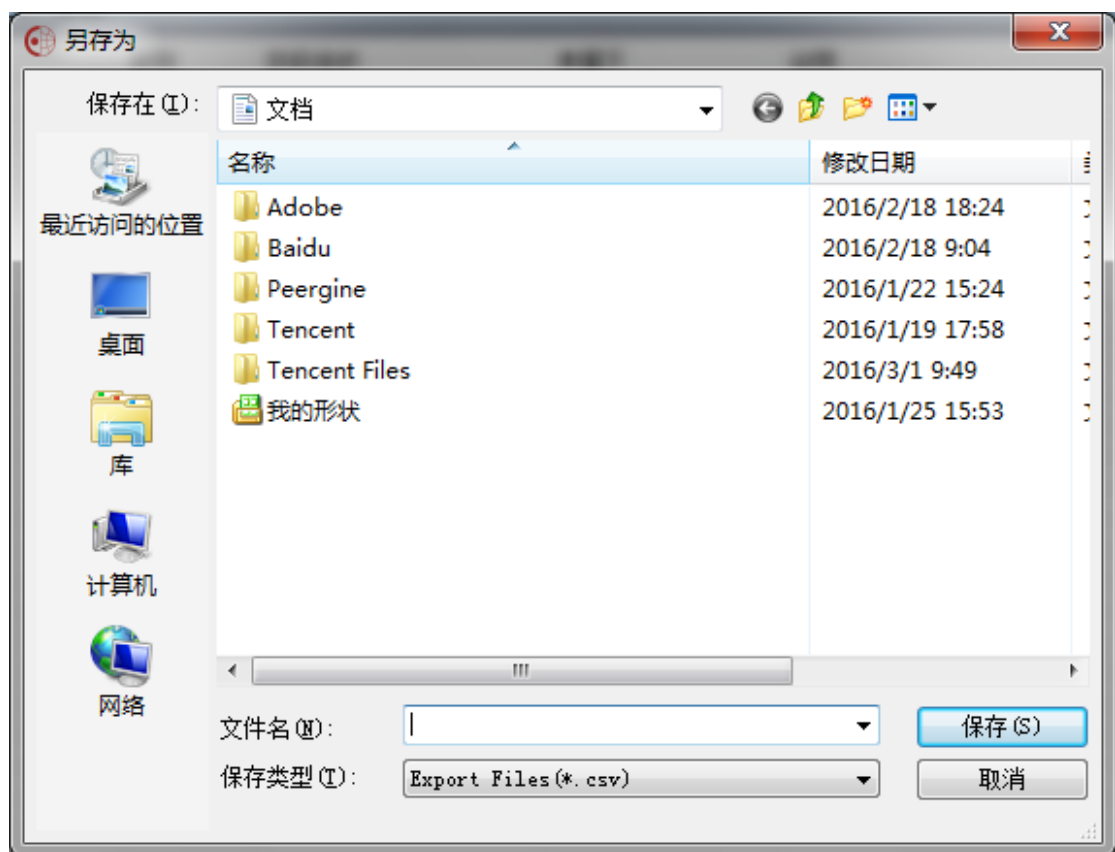 另存为
保存在(I):
文档
名称 修改日期
Adobe 2016/2/18 18:24
Baidu 2016/2/18 9:04
Peergine 2016/1/22 15:24
Tencent 2016/1/19 17:58
Tencent Files 2016/3/1 9:49
我的形状 2016/1/25 15:53
最近访问的位置
桌面
库
计算机
网络
文件名(N):
保存(S)
保存类型(T): Export Files(*.csv)
取消